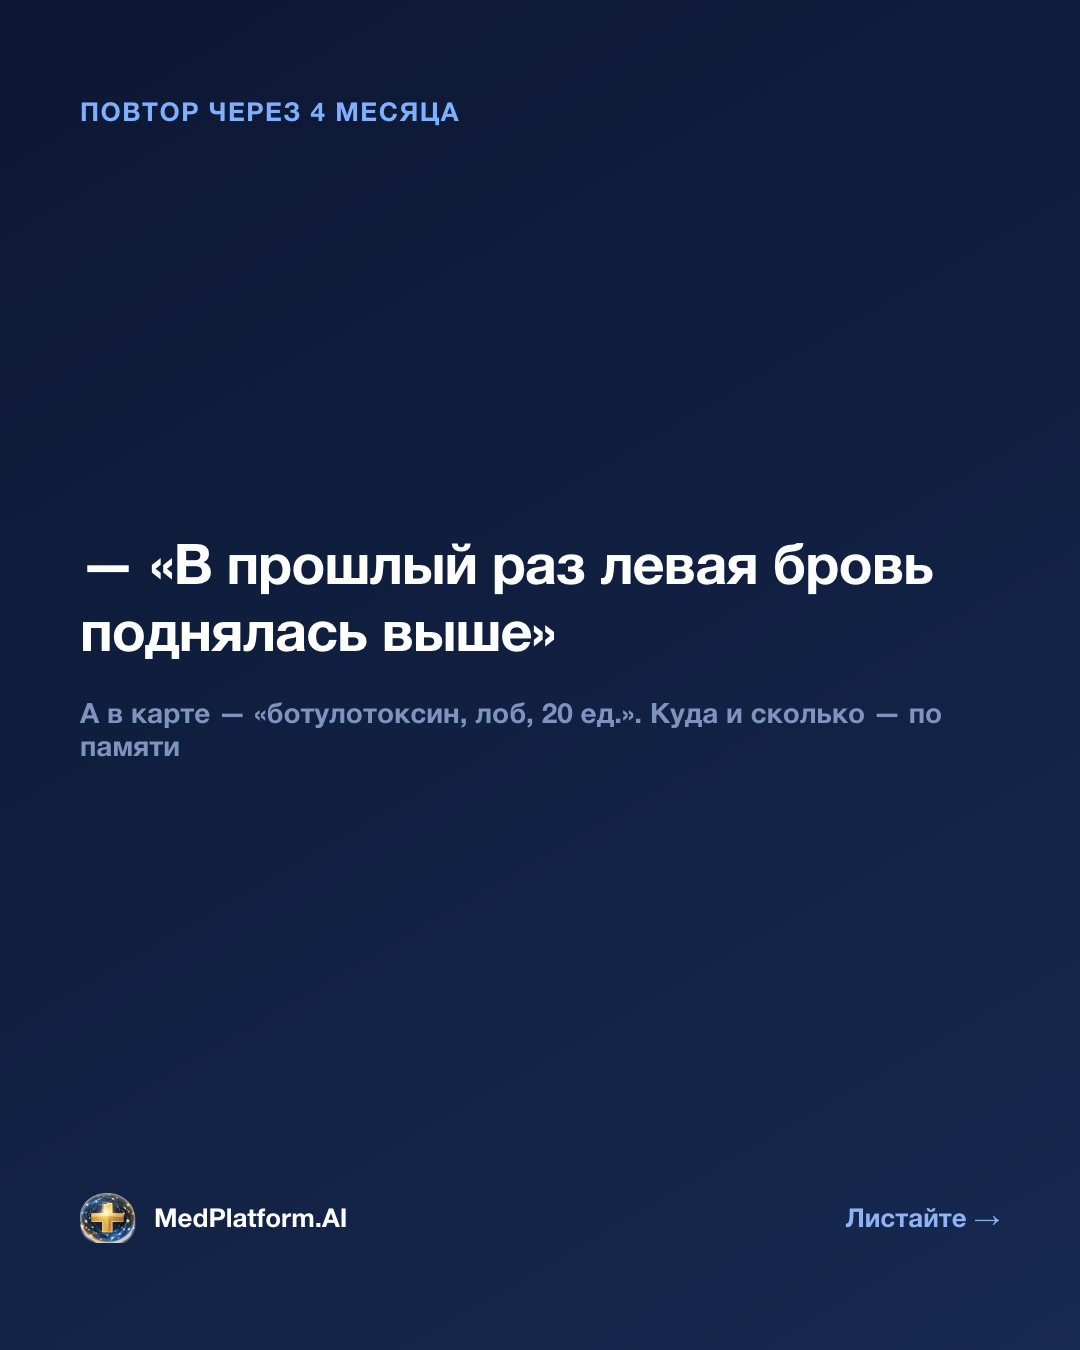 ПОВТОР ЧЕРЕЗ 4 МЕСЯЦА
— «В прошлый раз левая бровь
поднялась выше»
А в карте — «ботулотоксин, лоб, 20 ед.». Куда и сколько — по
памяти
MedPlatform.AI
Листайте →